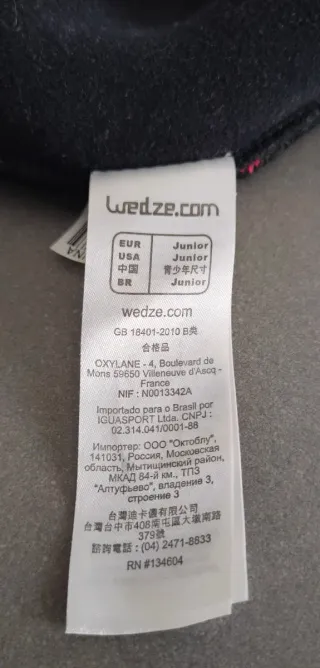 wedze.com
EUR Junior
USA Junior
中国 青少年尺寸
BR Junior
wedze.com
GB 18401-2010 B类
合格品
OXYLANE - 4, Boulevard de
Mons 59650 Villeneuve d'Ascq -
France
NIF : N0013342A
Importado para o Brasil por
IGUASPORT Ltda. CNPJ :
02.314.041/0001-88
Импортер: ООО "Октоблу",
141031, Россия, Московская
область, Мытищинский район,
МКАД 84-й км., ТПЗ
"Алтуфьево", владение 3,
строение 3
台灣迪卡儂有限公司
台灣台中市408南屯區大墩南路
379號
諮詢電話 : (04) 2471-8833
RN #134604